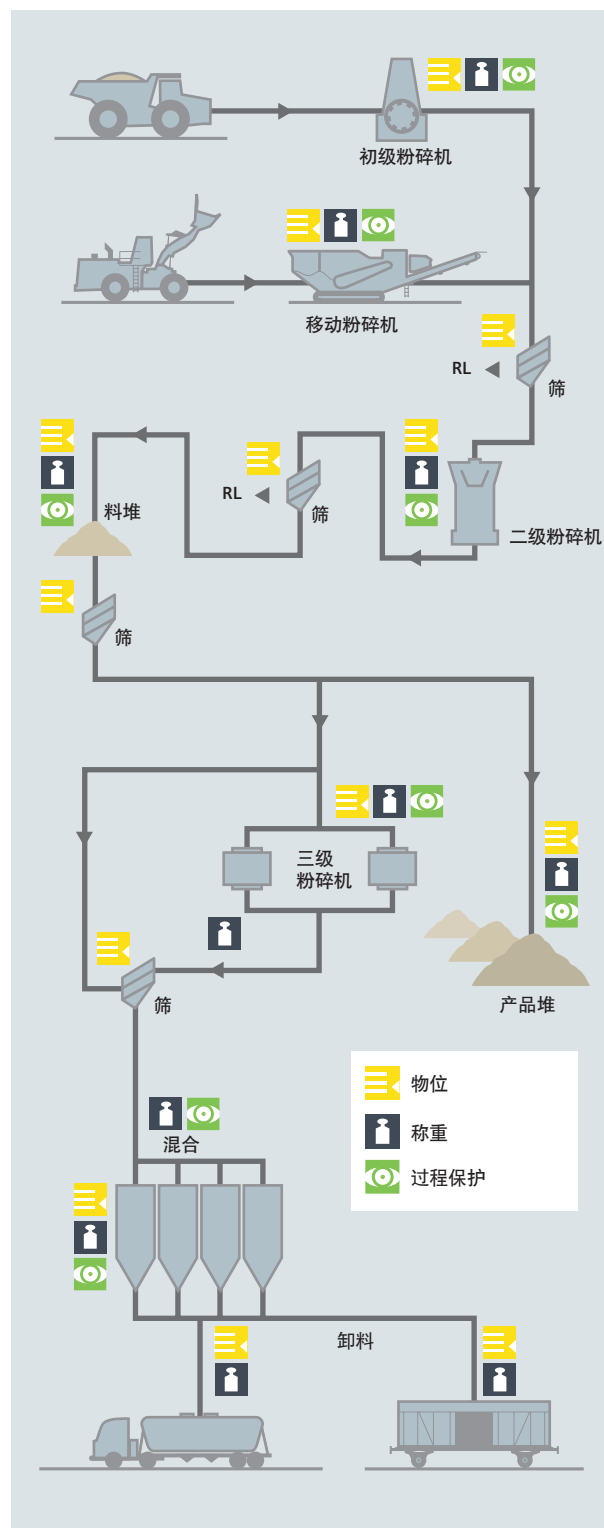 初级粉碎机
移动粉碎机
RL
筛
料堆
RL
筛
二级粉碎机
筛
三级
粉碎机
筛
产品堆
物位
称重
过程保护
混合
卸料